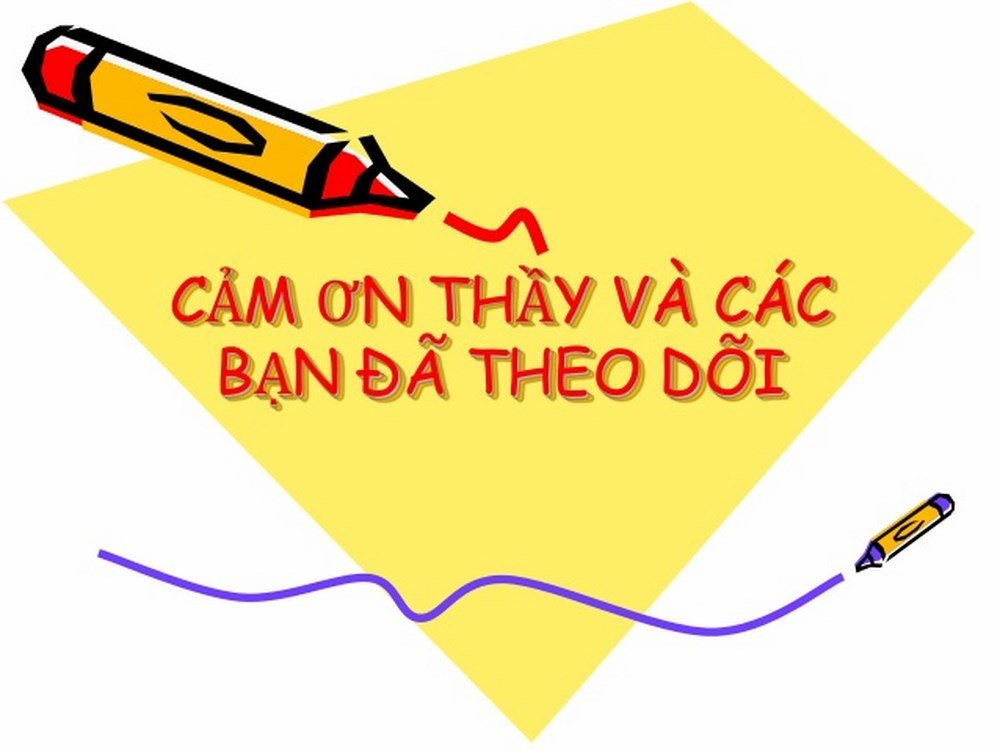 CẢM ƠN THẦY VÀ CÁC
BẠN ĐÃ THEO DÕI